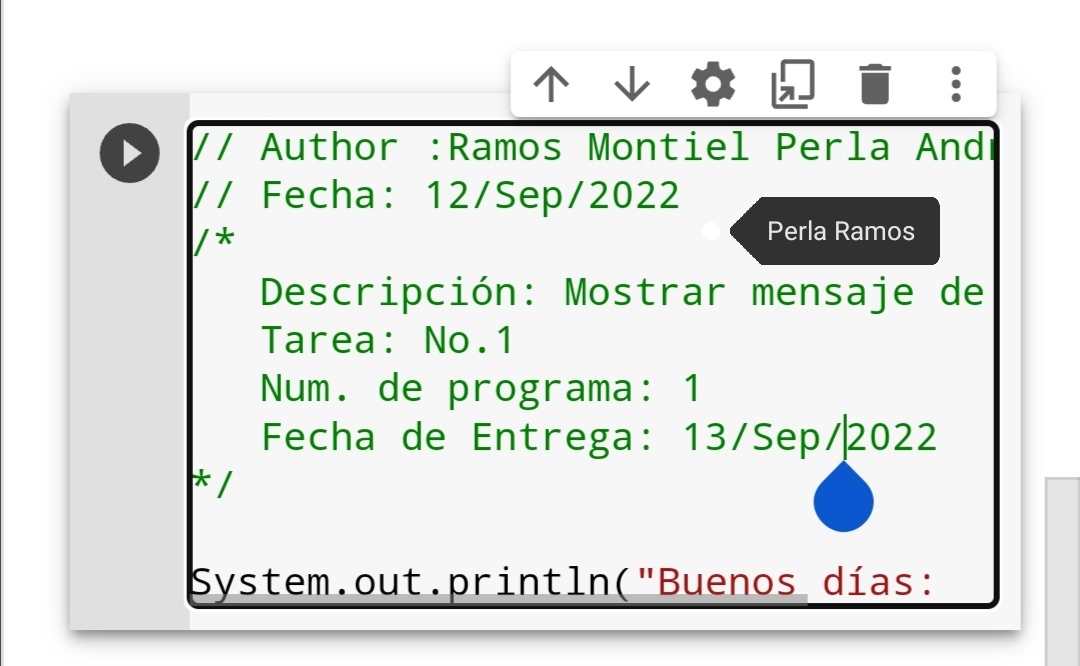 // Author :Ramos Montiel Perla Andr
// Fecha: 12/Sep/2022
Perla Ramos
/*
Descripción: Mostrar mensaje de
Tarea: No.1
Num. de programa: 1
Fecha de Entrega: 13/Sep/2022
*/
System.out.println("Buenos días: